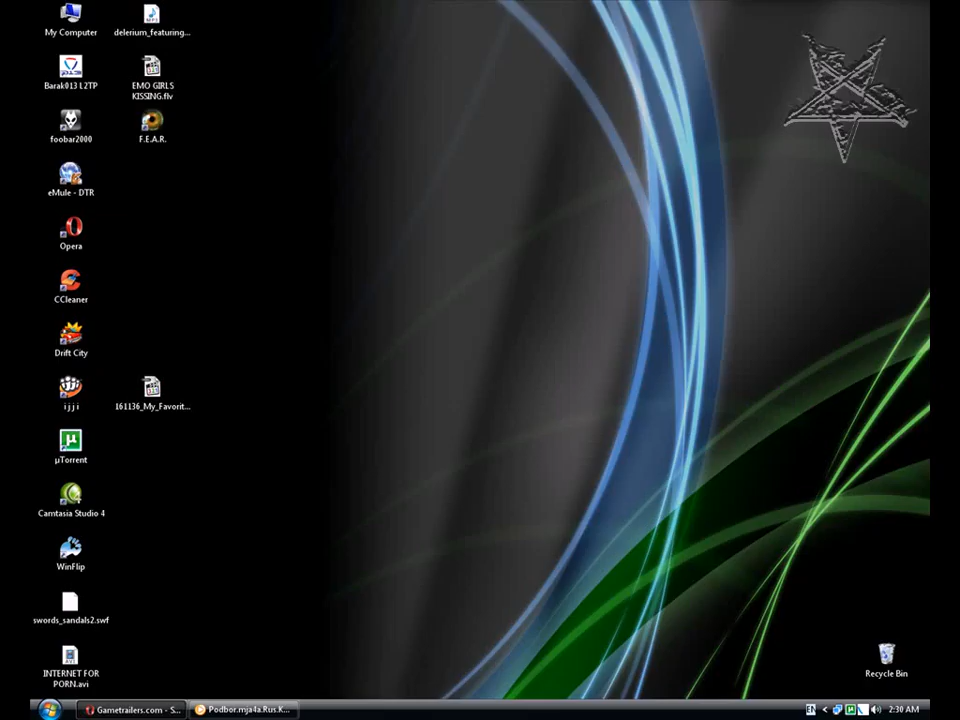 My Computer
delerium_featuring...
Barak013 L2TP
EMO GIRLS
KISSING.flv
foobar2000
F.E.A.R.
eMule - DTR
Opera
CCleaner
Drift City
ijji
161136_My_Favorit...
µTorrent
Camtasia Studio 4
WinFlip
swords_sandals2.swf
INTERNET FOR
PORN.avi
Recycle Bin
Gametrailers.com - S...
Podbor.mja4a.Rus.K...
EN
2:30 AM